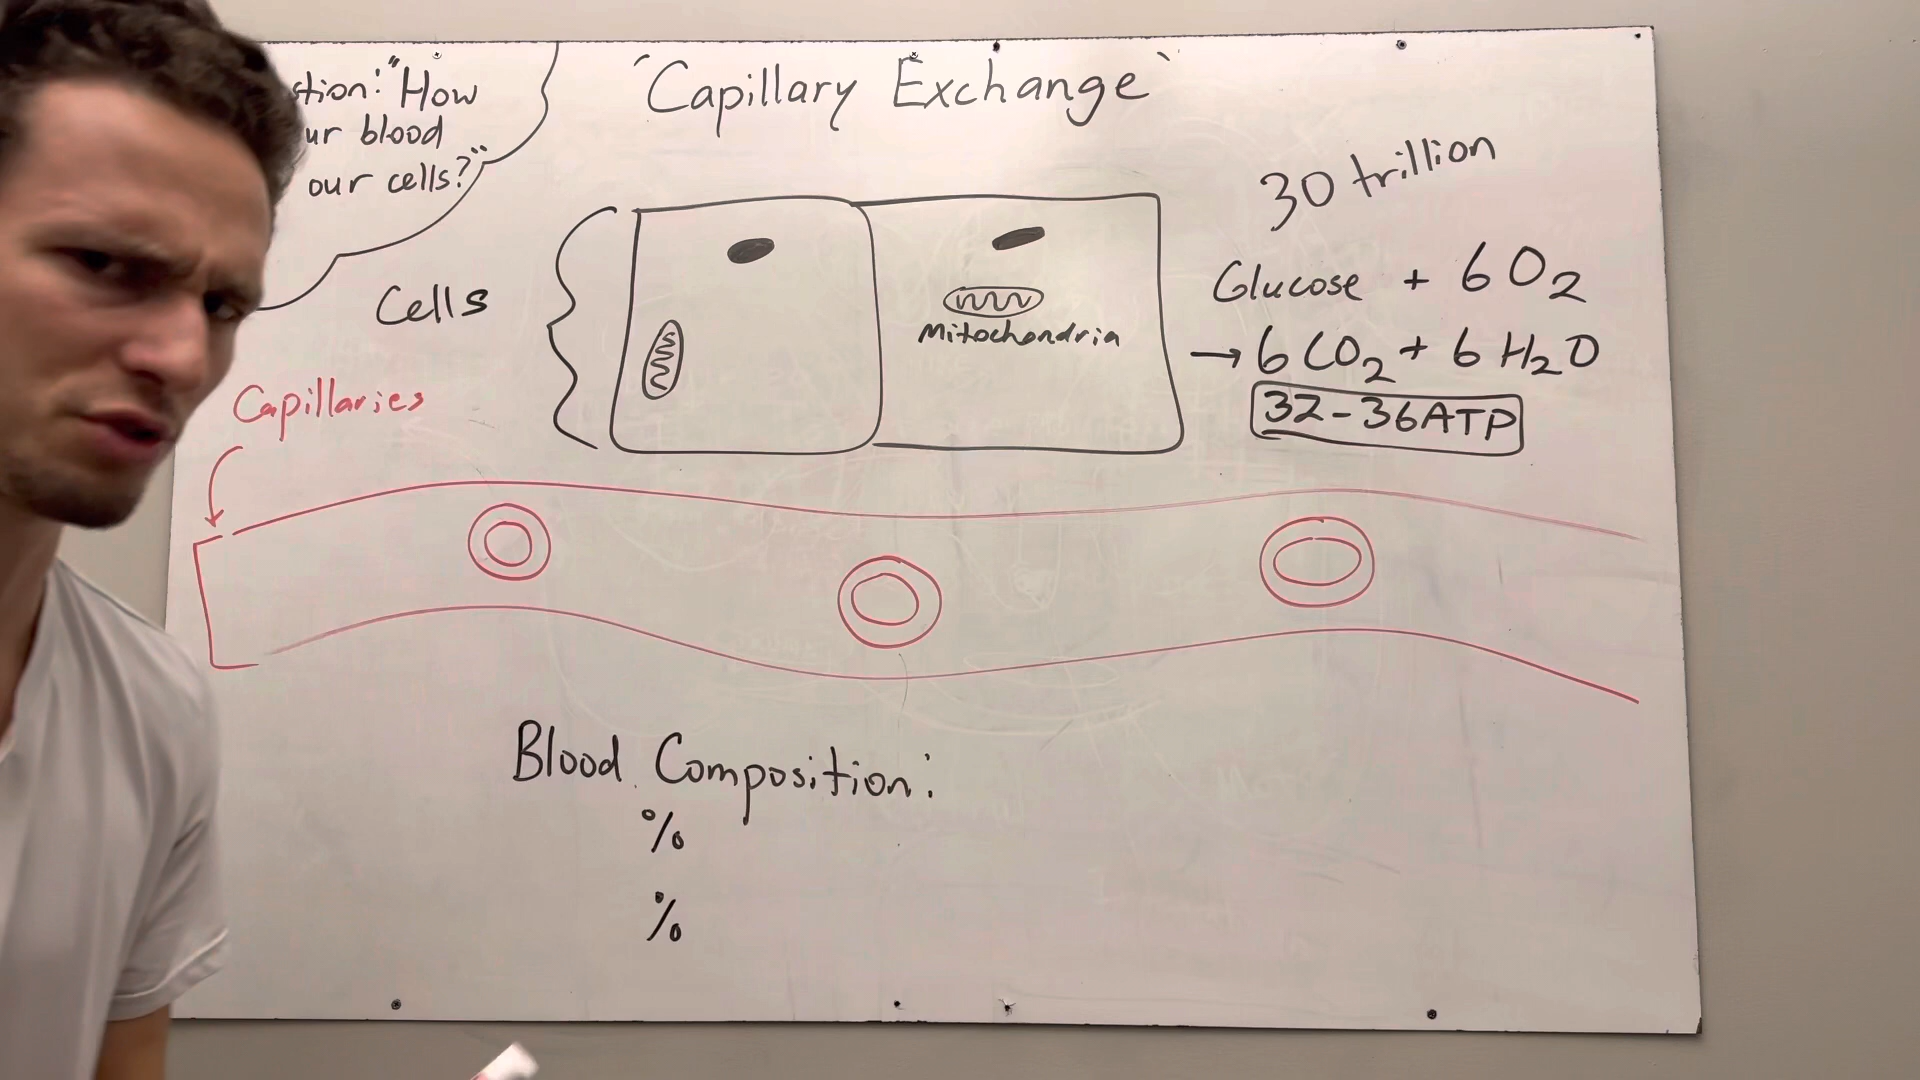 stion: "How
ur blood
our cells?"
'Capillary Exchange'
30 trillion
Cells
Mitochondria
Glucose + 6O₂
→ 6CO₂ + 6H₂O
32-36ATP
Capillaries
Blood Composition:
%
%